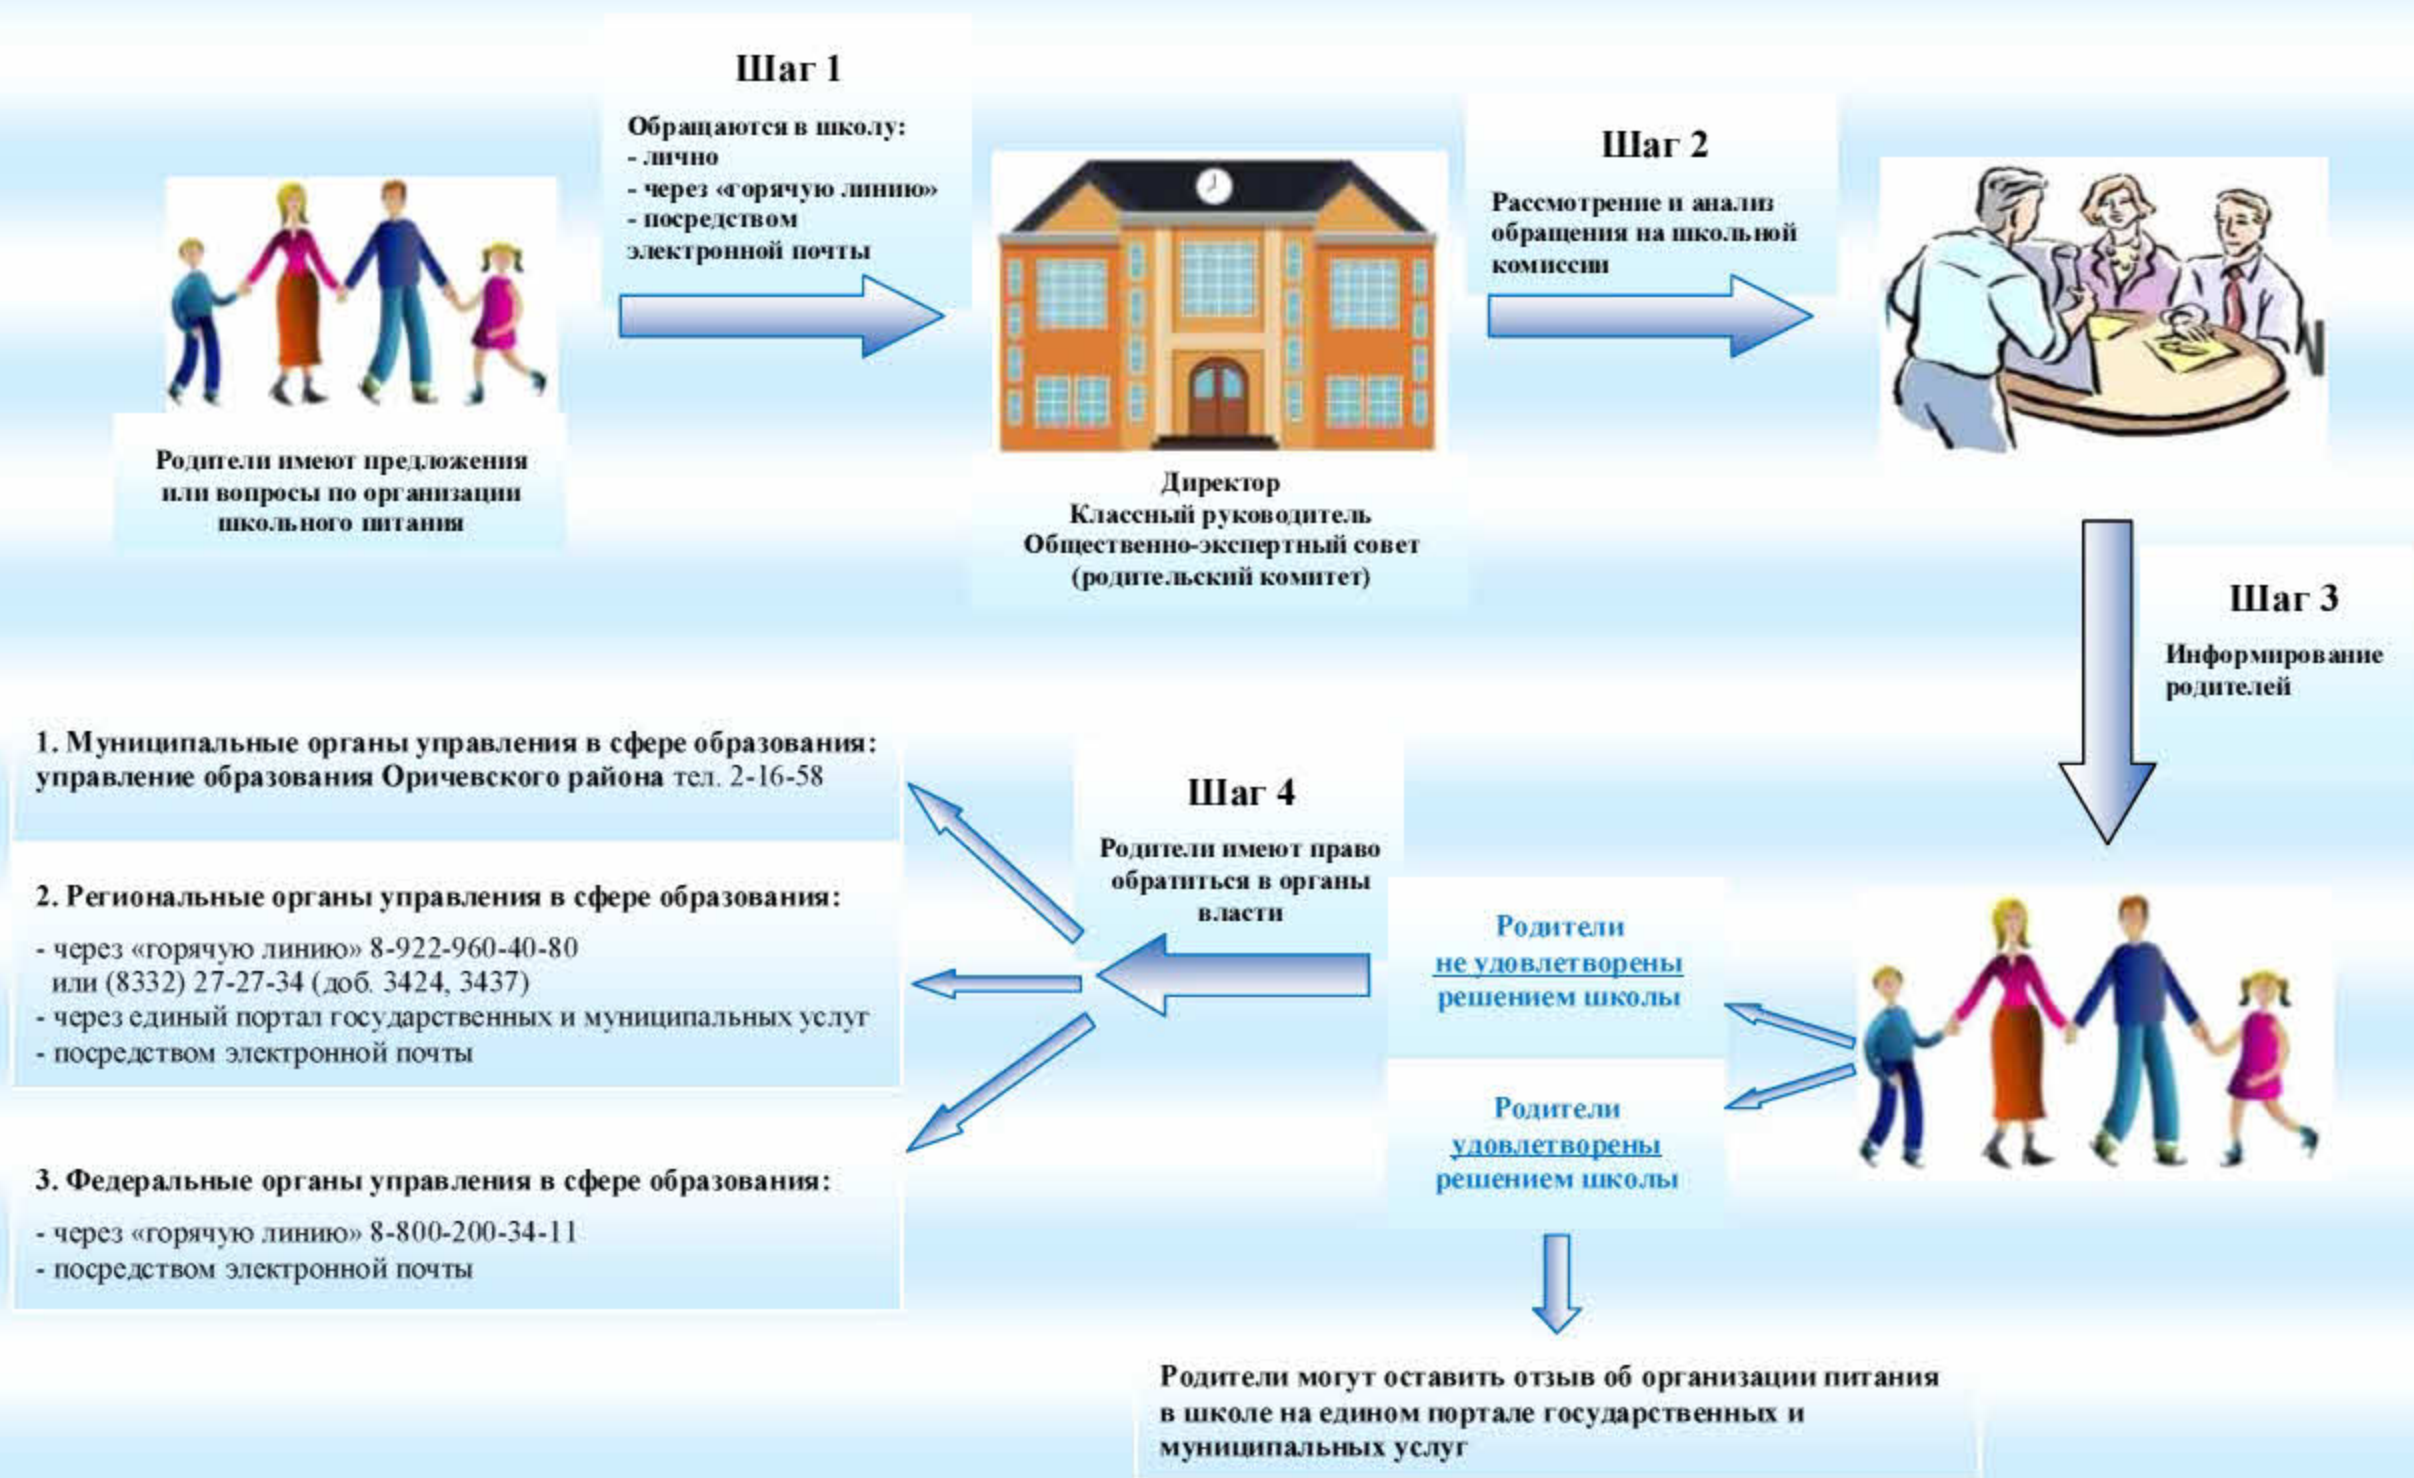 Шаг 1
Обращаются в школу:
- лично
- через «горячую линию»
- посредством
электронной почты
Шаг 2
Рассмотрение и анализ
обращения на школьной
комиссии
Родители имеют предложения
или вопросы по организации
школьного питания
Директор
Классный руководитель
Общественно-экспертный совет
(родительский комитет)
Шаг 3
Информирование
родителей
Шаг 4
Родители имеют право
обратиться в органы
власти
Родители
не удовлетворены
решением школы
Родители
удовлетворены
решением школы
1. Муниципальные органы управления в сфере образования:
управление образования Оричевского района тел. 2-16-58
2. Региональные органы управления в сфере образования:
- через «горячую линию» 8-922-960-40-80
или (8332) 27-27-34 (доб. 3424, 3437)
- через единый портал государственных и муниципальных услуг
- посредством электронной почты
3. Федеральные органы управления в сфере образования:
- через «горячую линию» 8-800-200-34-11
- посредством электронной почты
Родители могут оставить отзыв об организации питания
в школе на едином портале государственных и
муниципальных услуг